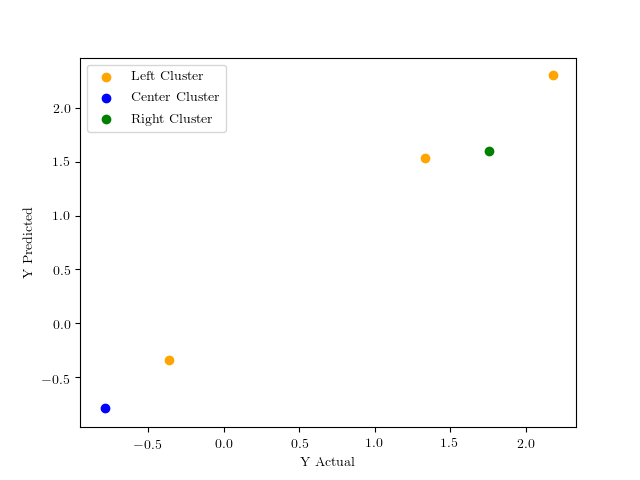 Left Cluster
Center Cluster
Right Cluster
2.0
1.5
1.0
0.5
0.0
−0.5
Y Predicted
−0.5 0.0 0.5 1.0 1.5 2.0
Y Actual